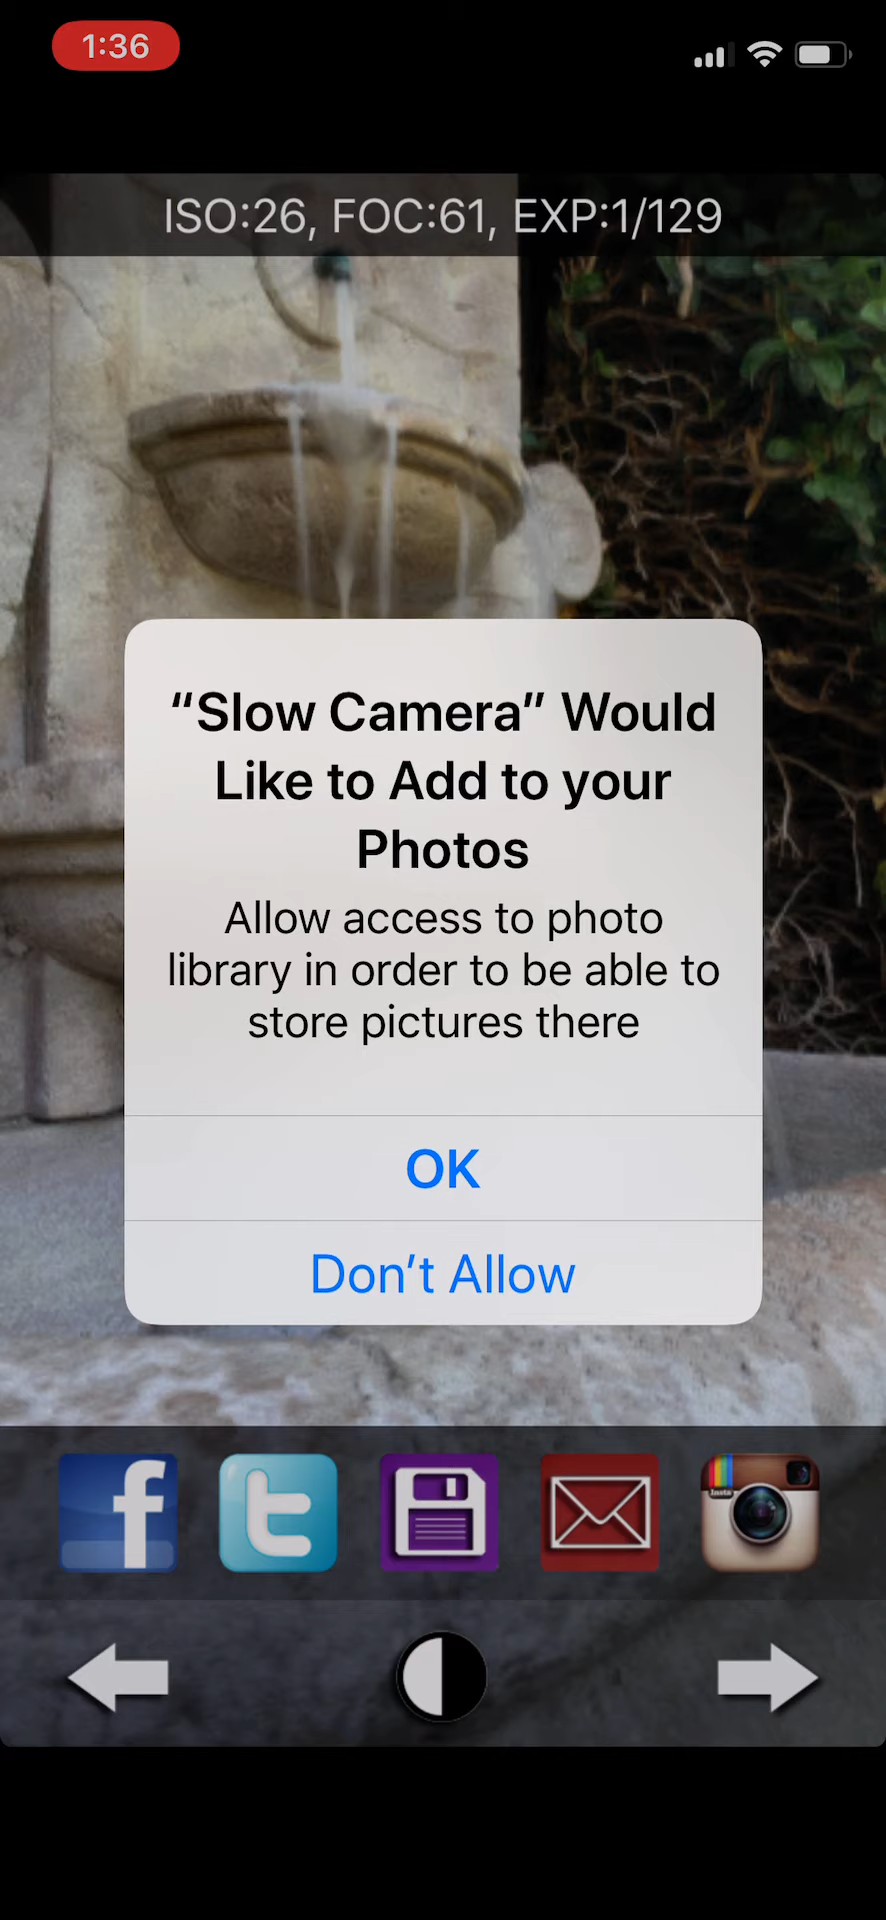 1:36
ISO:26, FOC:61, EXP:1/129
“Slow Camera” Would
Like to Add to your
Photos
Allow access to photo
library in order to be able to
store pictures there
OK
Don’t Allow
f
t
Insta